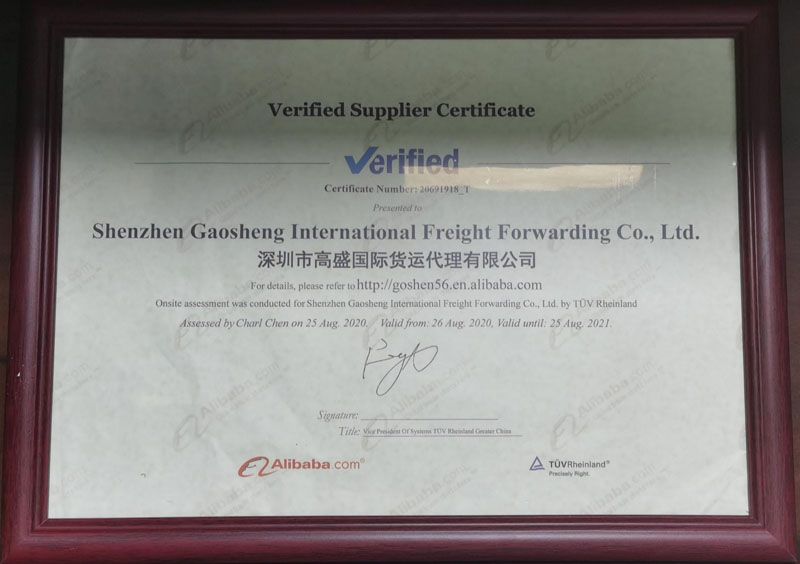 Verified Supplier Certificate
Verified
Certificate Number: 20691918_T
Presented to
Shenzhen Gaosheng International Freight Forwarding Co., Ltd.
深圳市高盛国际货运代理有限公司
For details, please refer to http://goshen56.en.alibaba.com
Onsite assessment was conducted for Shenzhen Gaosheng International Freight Forwarding Co., Ltd. by TÜV Rheinland
Assessed by Charl Chen on 25 Aug. 2020. Valid from: 26 Aug. 2020, Valid until: 25 Aug. 2021.
Signature:
Title: Vice President Of Systems TÜV Rheinland Greater China
Alibaba.com®
TÜVRheinland®
Precisely Right.